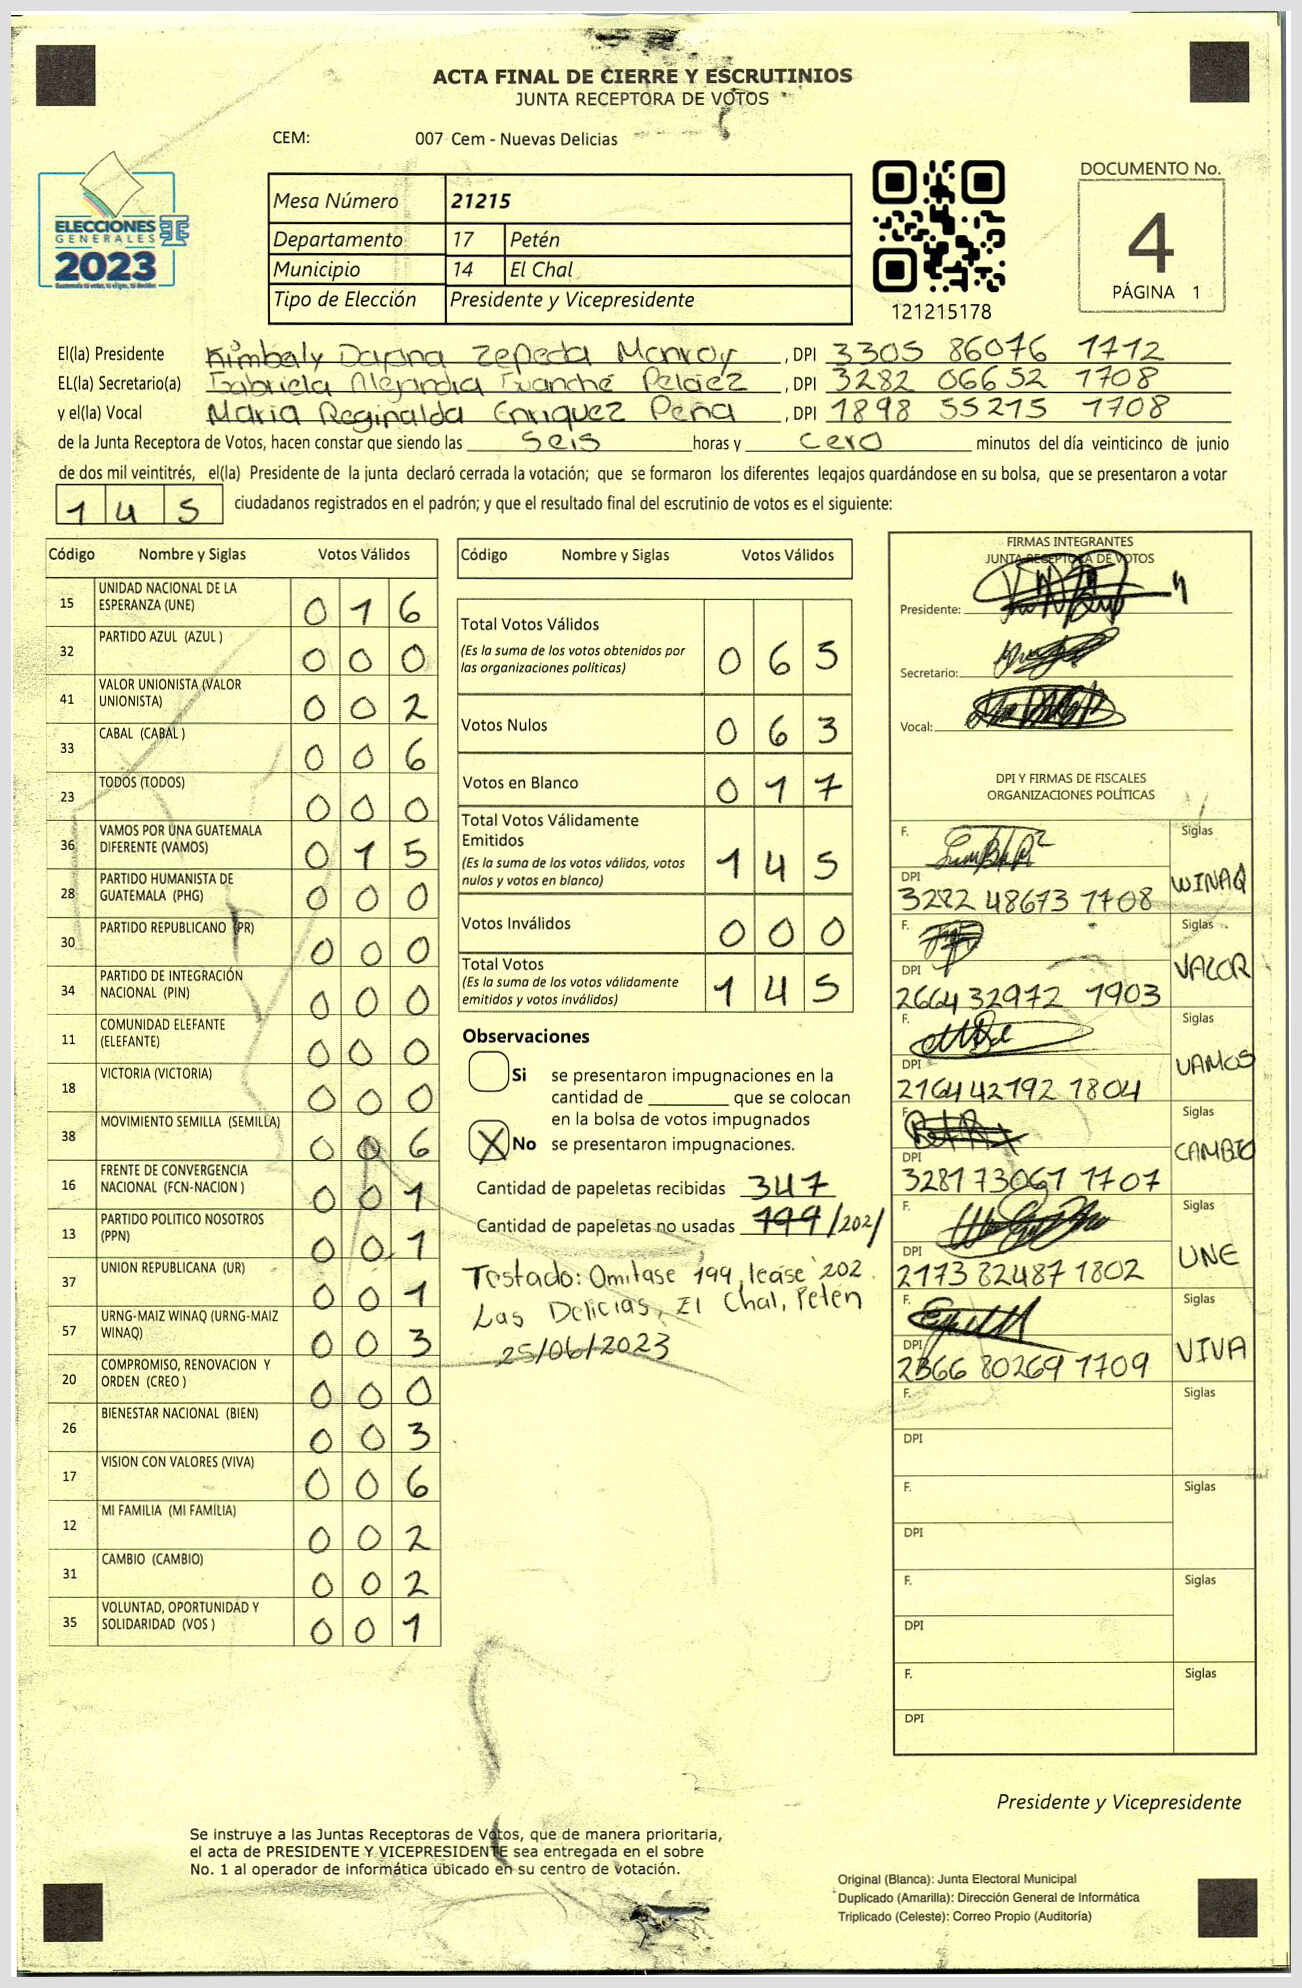 ACTA FINAL DE CIERRE Y ESCRUTINIOS
JUNTA RECEPTORA DE VOTOS
CEM: 007 Cem - Nuevas Delicias
ELECCIONES
GENERALES
2023
Mesa Número 21215
Departamento 17 Petén
Municipio 14 El Chal
Tipo de Elección Presidente y Vicepresidente
121215178
DOCUMENTO No.
4
PÁGINA 1
El(la) Presidente Kimbaly Dayana Zepeda Monroy, DPI 3305 86076 1712
EL(la) Secretario(a) Gabriela Alejandra Ixanché Peláez, DPI 3282 06652 1708
y el(la) Vocal Maria Reginalda Enriquez Peña, DPI 1898 55215 1708
de la Junta Receptora de Votos, hacen constar que siendo las seis horas y cero minutos del día veinticinco de junio
de dos mil veintitrés, el(la) Presidente de la junta declaró cerrada la votación; que se formaron los diferentes legajos guardándose en su bolsa, que se presentaron a votar
1 4 5 ciudadanos registrados en el padrón; y que el resultado final del escrutinio de votos es el siguiente:
Código Nombre y Siglas Votos Válidos
15 UNIDAD NACIONAL DE LA ESPERANZA (UNE) 0 1 6
32 PARTIDO AZUL (AZUL ) 0 0 0
41 VALOR UNIONISTA (VALOR UNIONISTA) 0 0 2
33 CABAL (CABAL ) 0 0 6
23 TODOS (TODOS) 0 0 0
36 VAMOS POR UNA GUATEMALA DIFERENTE (VAMOS) 0 1 5
28 PARTIDO HUMANISTA DE GUATEMALA (PHG) 0 0 0
30 PARTIDO REPUBLICANO (PR) 0 0 0
34 PARTIDO DE INTEGRACIÓN NACIONAL (PIN) 0 0 0
11 COMUNIDAD ELEFANTE (ELEFANTE) 0 0 0
18 VICTORIA (VICTORIA) 0 0 0
38 MOVIMIENTO SEMILLA (SEMILLA) 0 0 6
16 FRENTE DE CONVERGENCIA NACIONAL (FCN-NACION ) 0 0 1
13 PARTIDO POLITICO NOSOTROS (PPN) 0 0 1
37 UNION REPUBLICANA (UR) 0 0 1
57 URNG-MAIZ WINAQ (URNG-MAIZ WINAQ) 0 0 3
20 COMPROMISO, RENOVACION Y ORDEN (CREO ) 0 0 0
26 BIENESTAR NACIONAL (BIEN) 0 0 3
17 VISION CON VALORES (VIVA) 0 0 6
12 MI FAMILIA (MI FAMILIA) 0 0 2
31 CAMBIO (CAMBIO) 0 0 2
35 VOLUNTAD, OPORTUNIDAD Y SOLIDARIDAD (VOS ) 0 0 1
Código Nombre y Siglas Votos Válidos
Total Votos Válidos 0 6 5
(Es la suma de los votos obtenidos por
las organizaciones políticas)
Votos Nulos 0 6 3
Votos en Blanco 0 1 7
Total Votos Válidamente
Emitidos 1 4 5
(Es la suma de los votos válidos, votos
nulos y votos en blanco)
Votos Inválidos 0 0 0
Total Votos 1 4 5
(Es la suma de los votos válidamente
emitidos y votos inválidos)
Observaciones
Si se presentaron impugnaciones en la
cantidad de ________ que se colocan
en la bolsa de votos impugnados
X No se presentaron impugnaciones.
Cantidad de papeletas recibidas 347
Cantidad de papeletas no usadas 199/202/
Testado: Omitase 199, lease 202.
Las Delicias, El Chal, Petén
25/06/2023
FIRMAS INTEGRANTES
JUNTA RECEPTORA DE VOTOS
Presidente:
Secretario:
Vocal:
DPI Y FIRMAS DE FISCALES
ORGANIZACIONES POLÍTICAS
F. Siglas
DPI WINAQ
3282 48673 1708
F. Siglas
DPI VALOR
2664 32972 1903
F. Siglas
DPI VAMOS
2164 42192 1804
F. Siglas
DPI CAMBIO
3281 73061 1707
F. Siglas
DPI UNE
2173 82487 1802
F. Siglas
DPI VIVA
2366 80269 1709
F. Siglas
DPI
F. Siglas
DPI
F. Siglas
DPI
F. Siglas
DPI
Presidente y Vicepresidente
Se instruye a las Juntas Receptoras de Votos, que de manera prioritaria,
el acta de PRESIDENTE Y VICEPRESIDENTE sea entregada en el sobre
No. 1 al operador de informática ubicado en su centro de votación.
Original (Blanca): Junta Electoral Municipal
Duplicado (Amarilla): Dirección General de Informática
Triplicado (Celeste): Correo Propio (Auditoría)